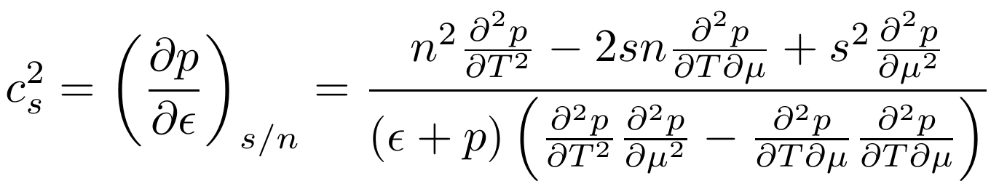 c_s^2 = \left( \frac{\partial p}{\partial \epsilon} \right)_{s/n} = \frac{n^2 \frac{\partial^2 p}{\partial T^2} - 2sn \frac{\partial^2 p}{\partial T \partial \mu} + s^2 \frac{\partial^2 p}{\partial \mu^2}}{(\epsilon + p) \left( \frac{\partial^2 p}{\partial T^2} \frac{\partial^2 p}{\partial \mu^2} - \frac{\partial^2 p}{\partial T \partial \mu} \frac{\partial^2 p}{\partial T \partial \mu} \right)}